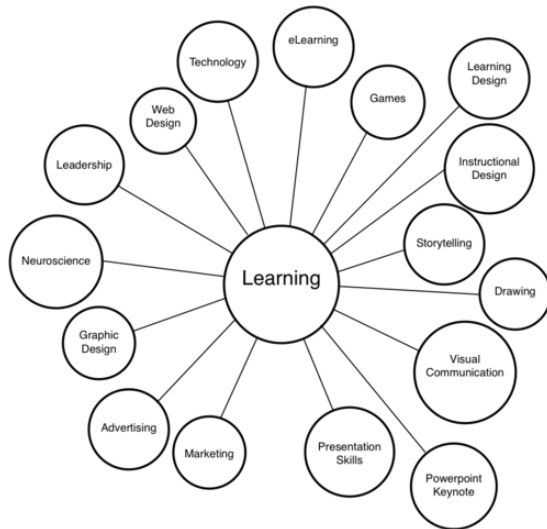 eLearning
Technology
Learning
Design
Games
Web
Design
Leadership
Instructional
Design
Storytelling
Neuroscience
Learning
Drawing
Graphic
Design
Visual
Communication
Advertising
Marketing
Presentation
Skills
Powerpoint
Keynote